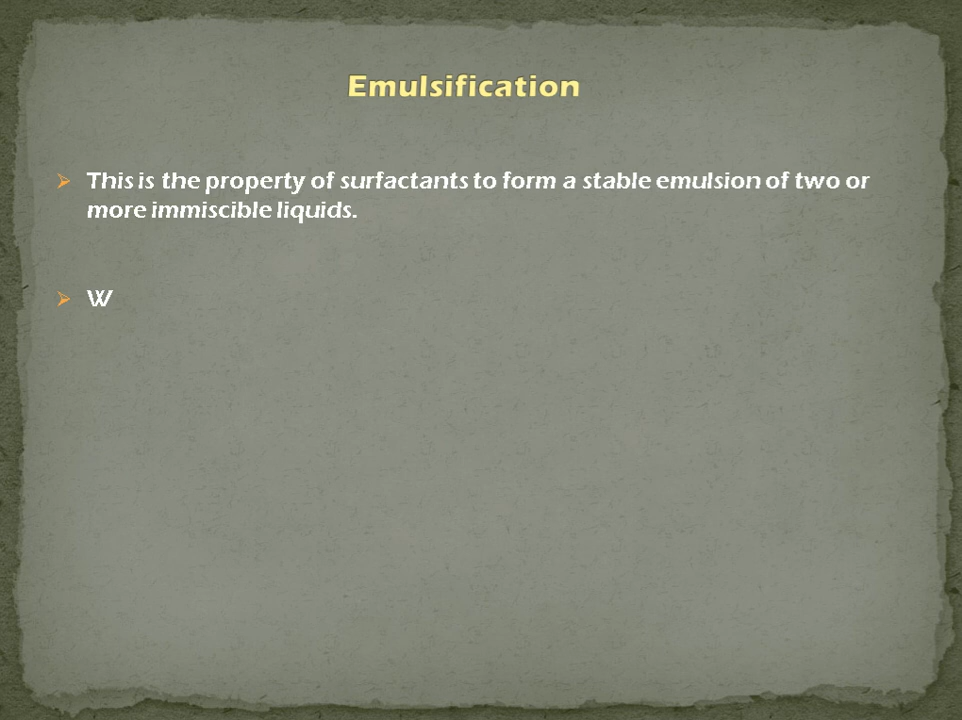 Emulsification
This is the property of surfactants to form a stable emulsion of two or
more immiscible liquids.
W